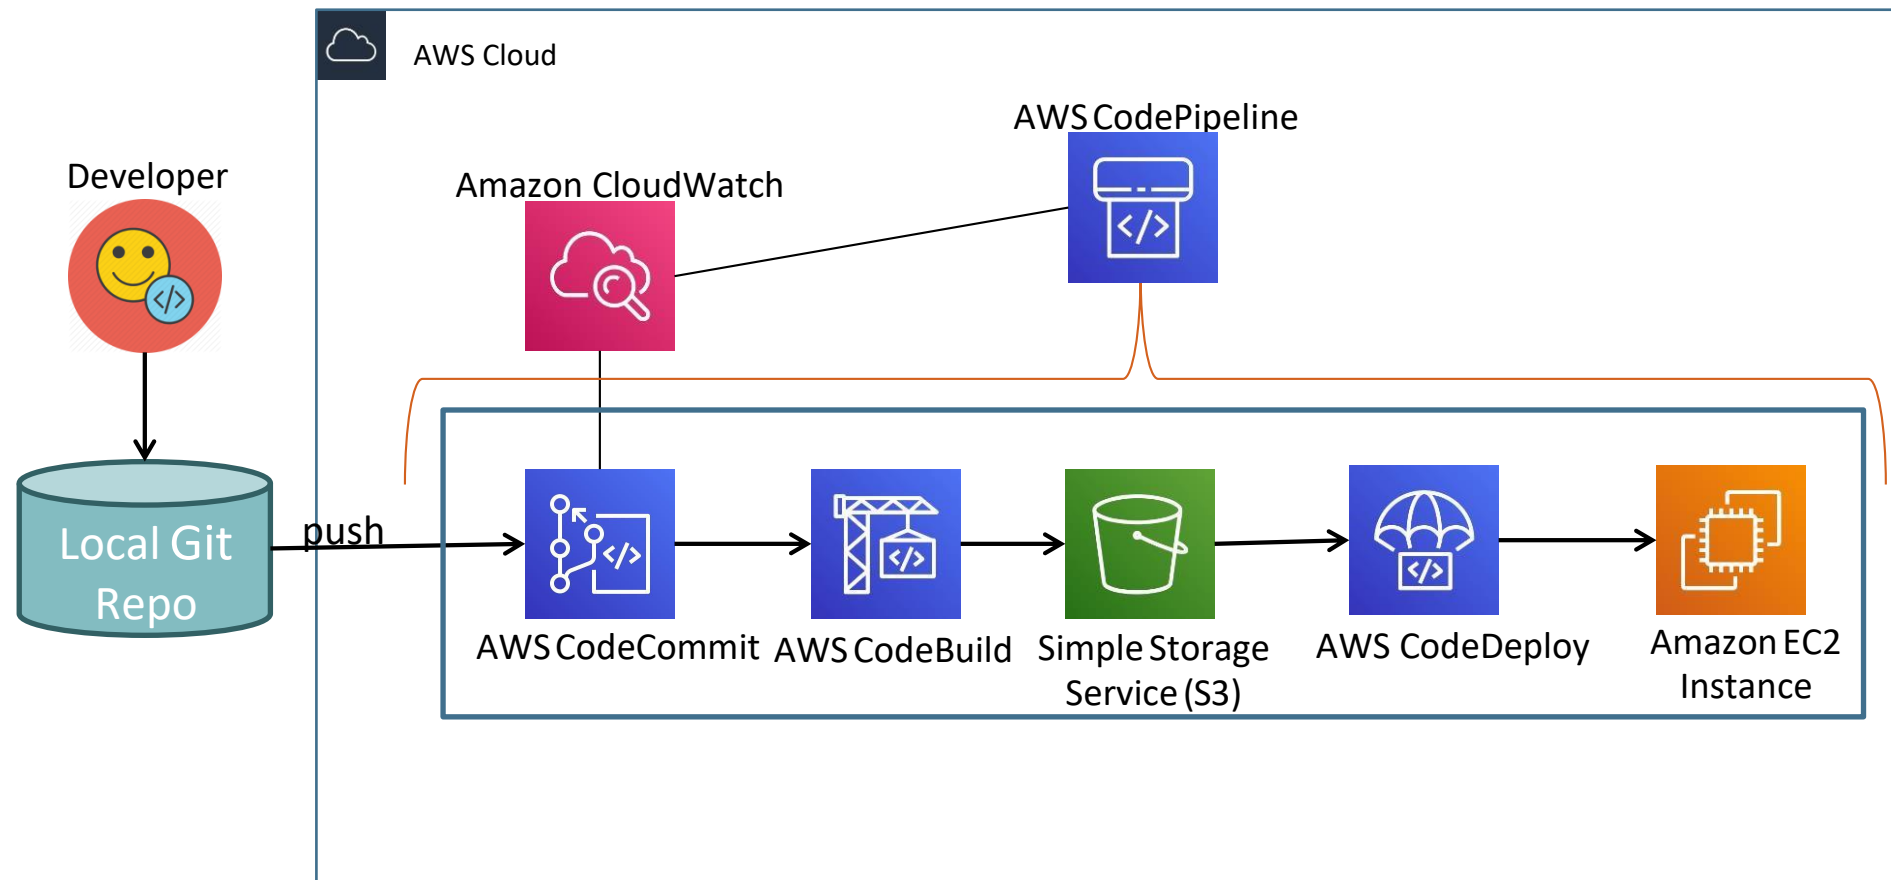 AWS Cloud
AWS CodePipeline
Developer
Amazon CloudWatch
</>
</>
Local Git
Repo
push
</>
</>
</>
AWS CodeCommit
AWS CodeBuild
Simple Storage
Service (S3)
AWS CodeDeploy
Amazon EC2
Instance